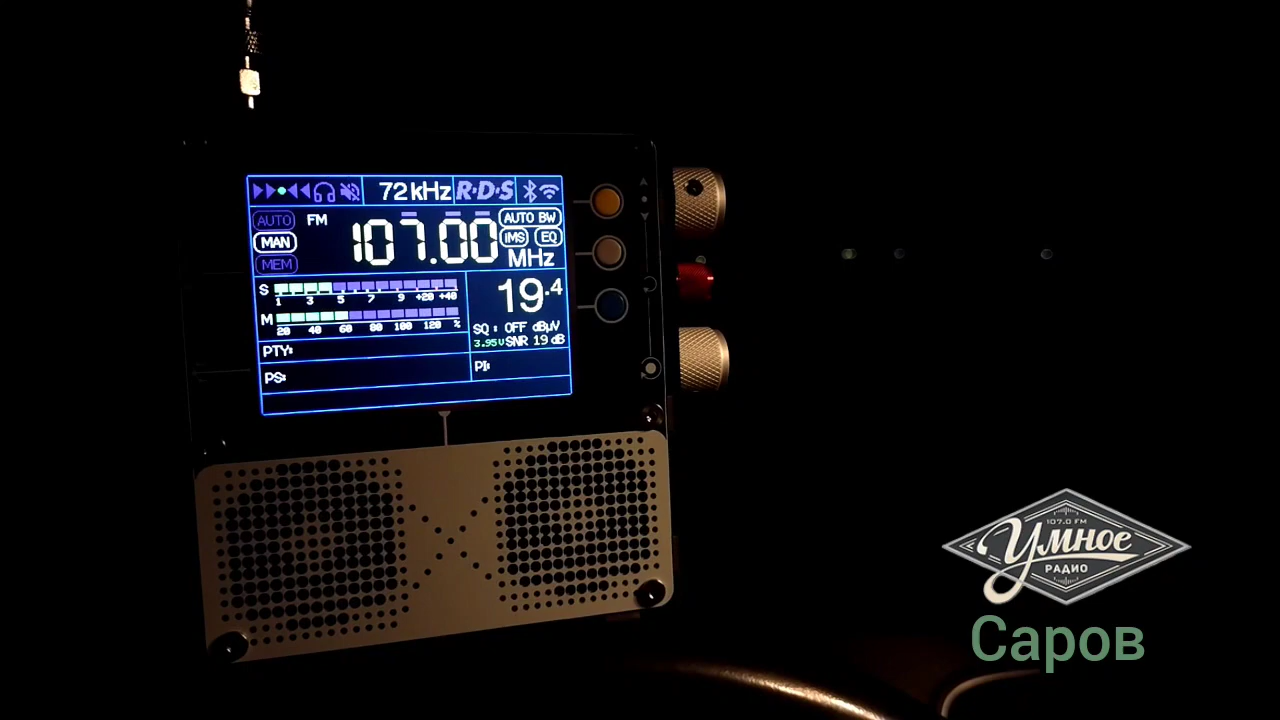 72kHz R·D·S
AUTO FM AUTO BW
MAN 107.00 iMS EQ
MEM MHz
S
1 3 5 7 9 +20 +40
19.4
M
20 40 60 80 100 120 %
SQ : OFF dBµV
3.95V SNR 19 dB
PTY:
PI:
PS:
107.0 FM
Умное
РАДИО
Саров